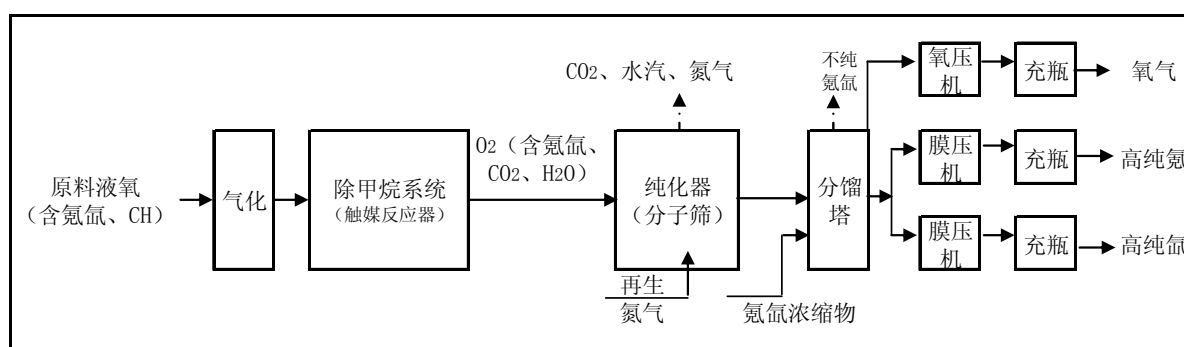 CO2、水汽、氮气
不纯
氪氙
氧压
机
充瓶
氧气
原料液氧
（含氪氙、CH）
气化
除甲烷系统
（触媒反应器）
O2（含氪氙、
CO2、H2O）
纯化器
（分子筛）
分馏
塔
膜压
机
充瓶
高纯氪
膜压
机
充瓶
高纯氙
再生
氮气
氪氙浓缩物